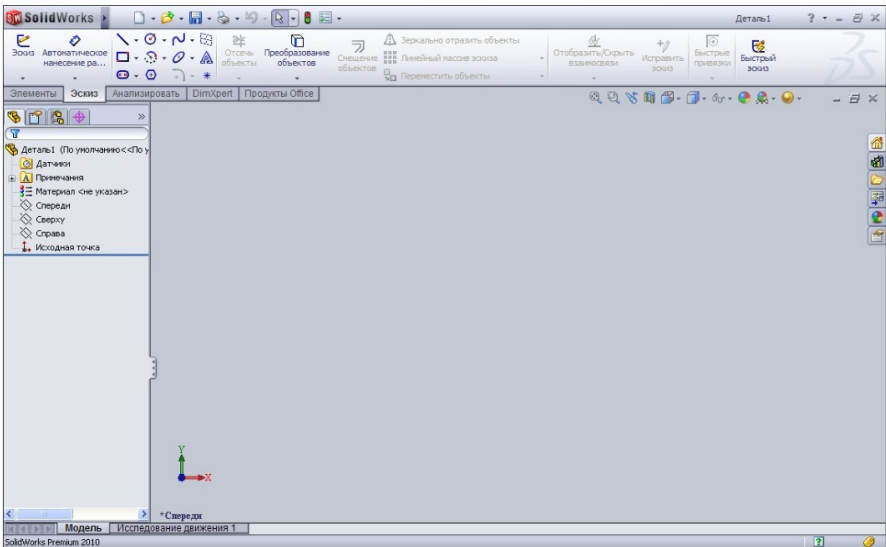 SolidWorks
Деталь1
Эскиз
Автоматическое нанесение ра...
Отсечь объекты
Преобразование объектов
Смещение объектов
Зеркально отразить объекты
Линейный массив эскиза
Переместить объекты
Отобразить/Скрыть взаимосвязи
Исправить эскиз
Быстрые привязки
Быстрый эскиз
Элементы
Эскиз
Анализировать
DimXpert
Продукты Office
Деталь1 (По умолчанию<<По у
Датчики
Примечания
Материал <не указан>
Спереди
Сверху
Справа
Исходная точка
Y
X
*Спереди
Модель
Исследование движения 1
SolidWorks Premium 2010